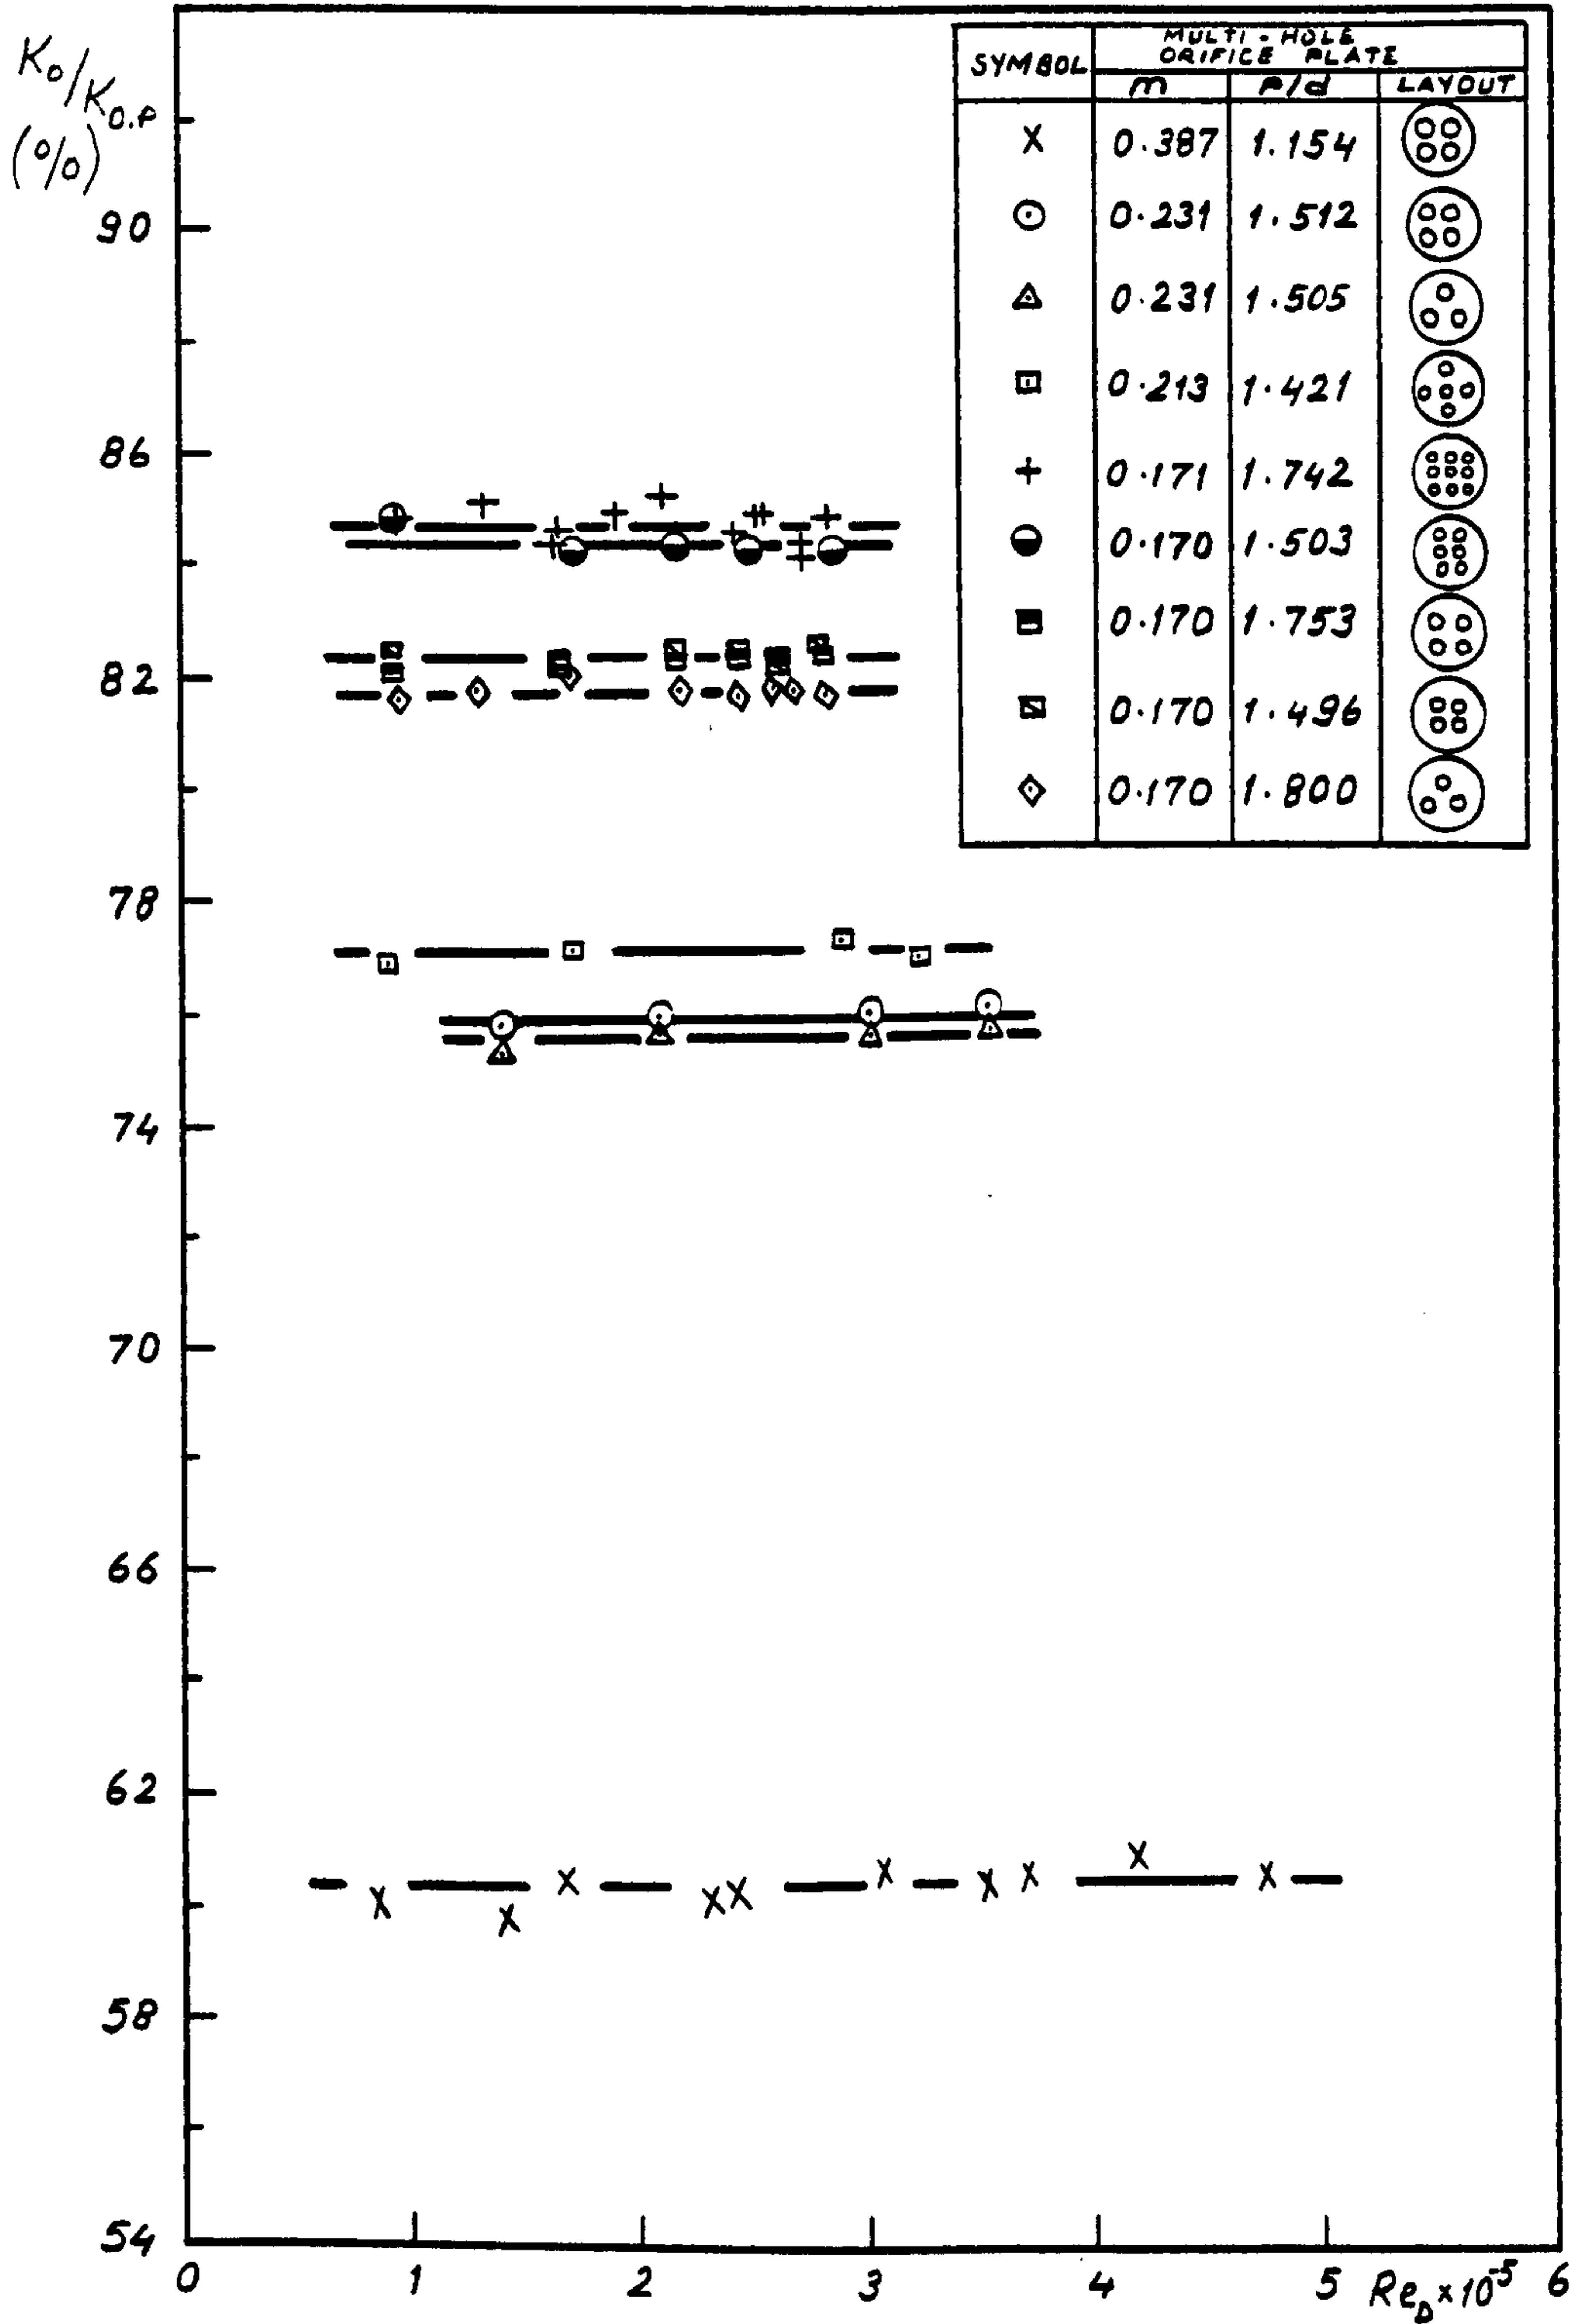 K₀/K₀.P
(%)
90
86
82
78
74
70
66
62
58
54
0 1 2 3 4 5 Re_D×10⁻⁵ 6
MULTI-HOLE
SYMBOL ORIFICE PLATE
m P/d LAYOUT
X 0.387 1.154
0.231 1.512
0.231 1.505
0.213 1.421
+ 0.171 1.742
0.170 1.503
0.170 1.753
0.170 1.496
0.170 1.800